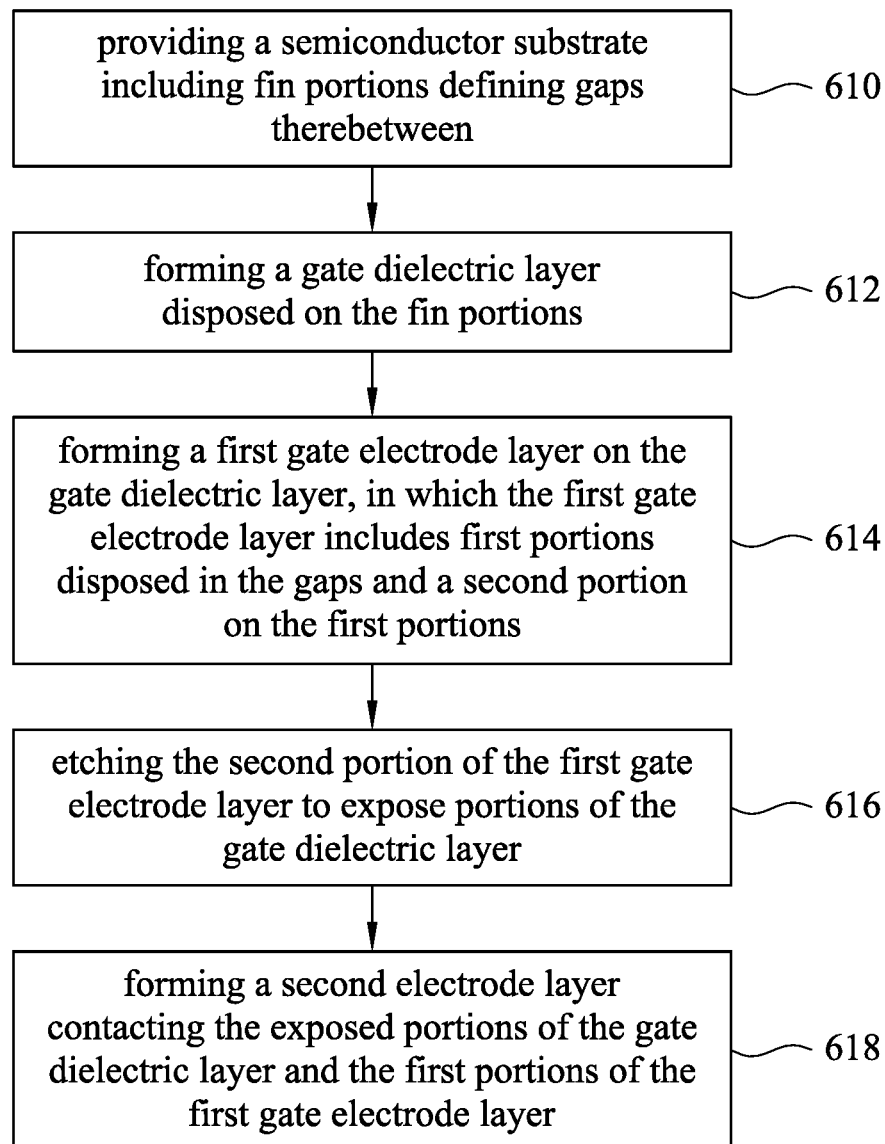 providing a semiconductor substrate
including fin portions defining gaps
therebetween
610
forming a gate dielectric layer
disposed on the fin portions
612
forming a first gate electrode layer on the
gate dielectric layer, in which the first gate
electrode layer includes first portions
disposed in the gaps and a second portion
on the first portions
614
etching the second portion of the first gate
electrode layer to expose portions of the
gate dielectric layer
616
forming a second electrode layer
contacting the exposed portions of the gate
dielectric layer and the first portions of the
first gate electrode layer
618